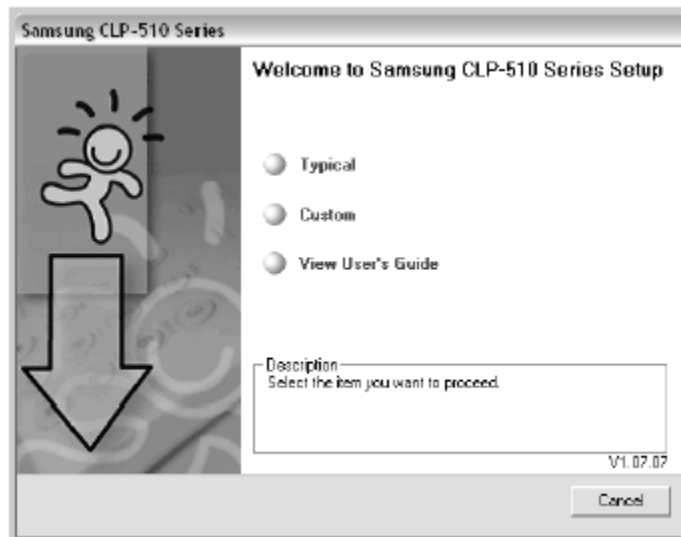 Samsung CLP-510 Series
Welcome to Samsung CLP-510 Series Setup
Typical
Custom
View User's Guide
Description
Select the item you want to proceed.
V1.07.07
Cancel